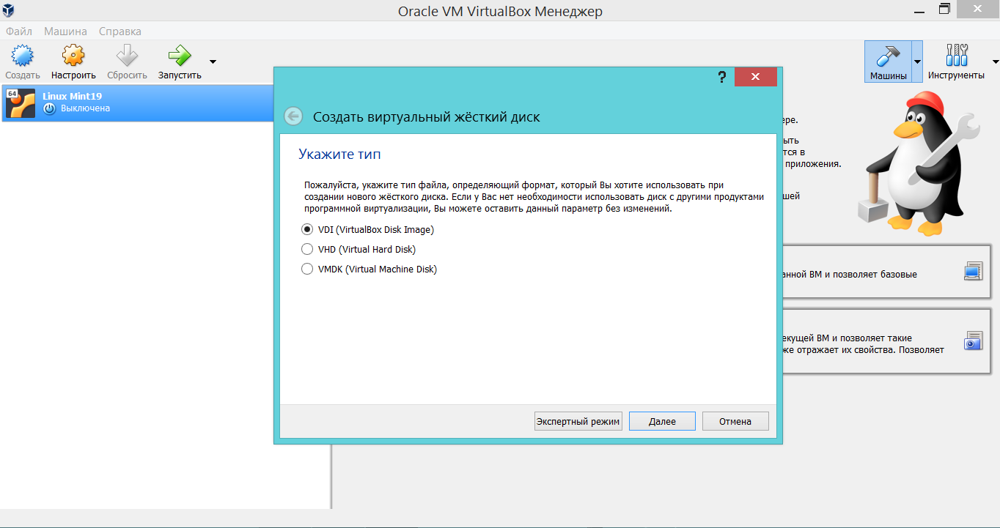 Oracle VM VirtualBox Менеджер
Файл Машина Справка
Создать Настроить Сбросить Запустить
Машины Инструменты
64
Linux Mint19
Выключена
?
Создать виртуальный жёсткий диск
Укажите тип
Пожалуйста, укажите тип файла, определяющий формат, который Вы хотите использовать при
создании нового жёсткого диска. Если у Вас нет необходимости использовать диск с другими продуктами
программной виртуализации, Вы можете оставить данный параметр без изменений.
VDI (VirtualBox Disk Image)
VHD (Virtual Hard Disk)
VMDK (Virtual Machine Disk)
Экспертный режим Далее Отмена
ере.
ыть
тся в
приложения.
шей
анной ВМ и позволяет базовые
екущей ВМ и позволяет такие
же отражает их свойства. Позволяет